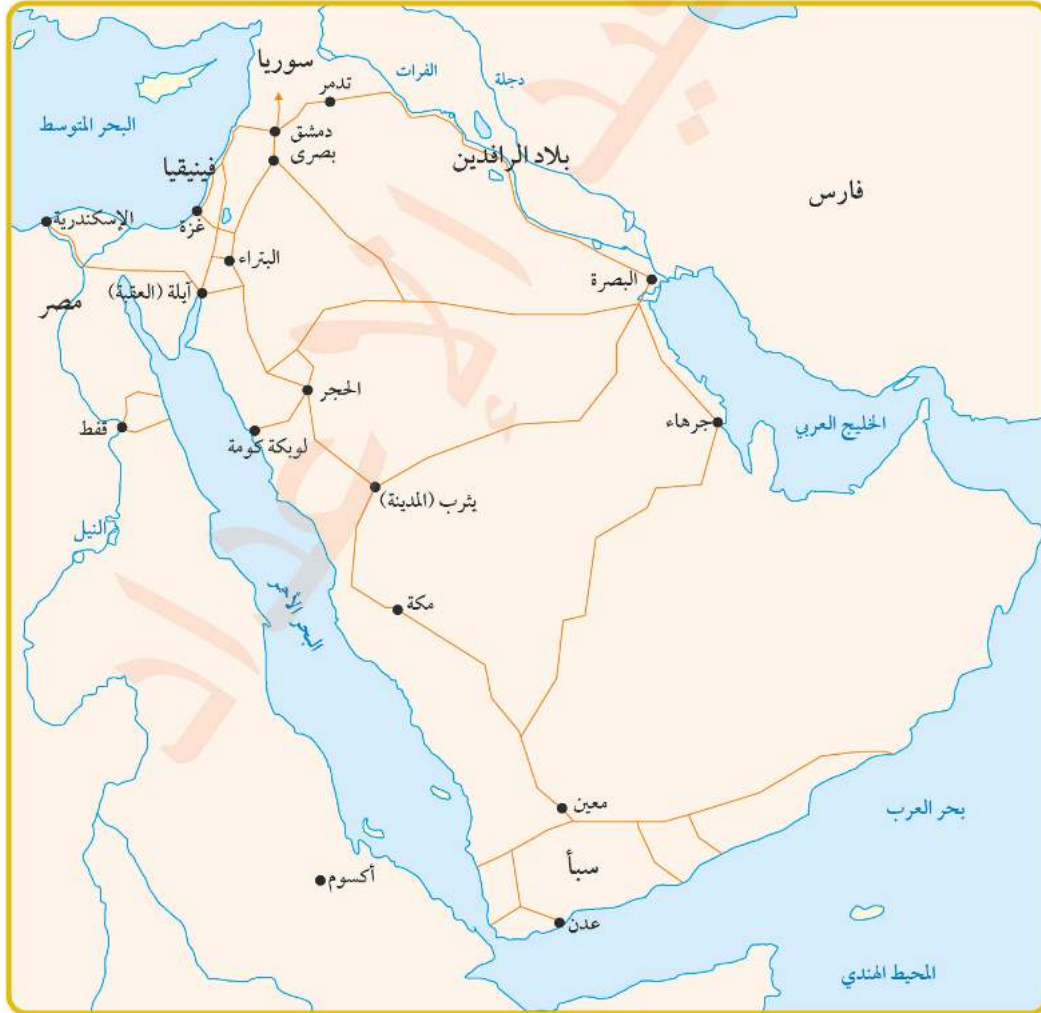 سوريا
تدمر
الفرات
دجلة
البحر المتوسط
دمشق
بصرى
بلاد الرافدين
فينيقيا
فارس
الإسكندرية
غزة
البتراء
البصرة
آيلة (العقبة)
مصر
الحجر
الخليج العربي
جرهاء
قفط
لوبكة كومة
يثرب (المدينة)
النيل
البحر الأحمر
مكة
معين
بحر العرب
سبأ
أكسوم
عدن
المحيط الهندي